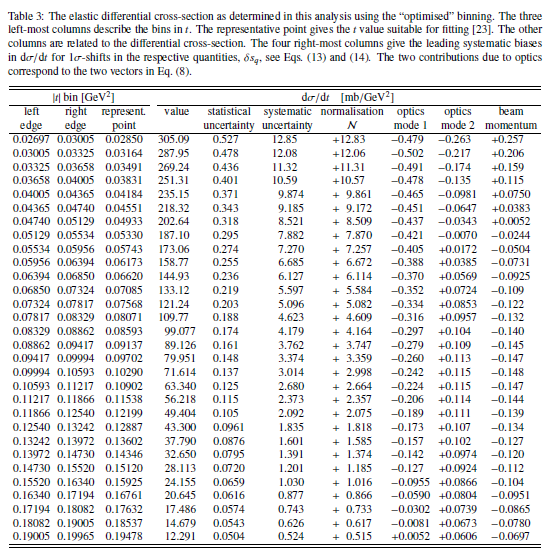 Table 3: The elastic differential cross-section as determined in this analysis using the “optimised” binning. The three
left-most columns describe the bins in t. The representative point gives the t value suitable for fitting [23]. The other
columns are related to the differential cross-section. The four right-most columns give the leading systematic biases
in dσ/dt for 1σ-shifts in the respective quantities, δs_q, see Eqs. (13) and (14). The two contributions due to optics
correspond to the two vectors in Eq. (8).
|t| bin [GeV²] dσ/dt [mb/GeV²]
left right represent. value statistical systematic normalisation optics optics beam
edge edge point uncertainty uncertainty N mode 1 mode 2 momentum
0.02697 0.03005 0.02850 305.09 0.527 12.85 +12.83 −0.479 −0.263 +0.257
0.03005 0.03325 0.03164 287.95 0.478 12.08 +12.06 −0.502 −0.217 +0.206
0.03325 0.03658 0.03491 269.24 0.436 11.32 +11.31 −0.491 −0.174 +0.159
0.03658 0.04005 0.03831 251.31 0.401 10.59 +10.57 −0.478 −0.135 +0.115
0.04005 0.04365 0.04184 235.15 0.371 9.874 + 9.861 −0.465 −0.0981 +0.0750
0.04365 0.04740 0.04551 218.32 0.343 9.185 + 9.172 −0.451 −0.0647 +0.0383
0.04740 0.05129 0.04933 202.64 0.318 8.521 + 8.509 −0.437 −0.0343 +0.0052
0.05129 0.05534 0.05330 187.10 0.295 7.882 + 7.870 −0.421 −0.0070 −0.0244
0.05534 0.05956 0.05743 173.06 0.274 7.270 + 7.257 −0.405 +0.0172 −0.0504
0.05956 0.06394 0.06173 158.77 0.255 6.685 + 6.672 −0.388 +0.0385 −0.0731
0.06394 0.06850 0.06620 144.93 0.236 6.127 + 6.114 −0.370 +0.0569 −0.0925
0.06850 0.07324 0.07085 133.12 0.219 5.597 + 5.584 −0.352 +0.0724 −0.109
0.07324 0.07817 0.07568 121.24 0.203 5.096 + 5.082 −0.334 +0.0853 −0.122
0.07817 0.08329 0.08071 109.77 0.188 4.623 + 4.609 −0.316 +0.0957 −0.132
0.08329 0.08862 0.08593 99.077 0.174 4.179 + 4.164 −0.297 +0.104 −0.140
0.08862 0.09417 0.09137 89.126 0.161 3.762 + 3.747 −0.279 +0.109 −0.145
0.09417 0.09994 0.09702 79.951 0.148 3.374 + 3.359 −0.260 +0.113 −0.147
0.09994 0.10593 0.10290 71.614 0.137 3.014 + 2.998 −0.242 +0.115 −0.148
0.10593 0.11217 0.10902 63.340 0.125 2.680 + 2.664 −0.224 +0.115 −0.147
0.11217 0.11866 0.11538 56.218 0.115 2.373 + 2.357 −0.206 +0.114 −0.144
0.11866 0.12540 0.12199 49.404 0.105 2.092 + 2.075 −0.189 +0.111 −0.139
0.12540 0.13242 0.12887 43.300 0.0961 1.835 + 1.818 −0.173 +0.107 −0.134
0.13242 0.13972 0.13602 37.790 0.0876 1.601 + 1.585 −0.157 +0.102 −0.127
0.13972 0.14730 0.14346 32.650 0.0795 1.391 + 1.374 −0.142 +0.0974 −0.120
0.14730 0.15520 0.15120 28.113 0.0720 1.201 + 1.185 −0.127 +0.0924 −0.112
0.15520 0.16340 0.15925 24.155 0.0659 1.030 + 1.016 −0.0955 +0.0866 −0.104
0.16340 0.17194 0.16761 20.645 0.0616 0.877 + 0.866 −0.0590 +0.0804 −0.0951
0.17194 0.18082 0.17632 17.486 0.0574 0.743 + 0.733 −0.0302 +0.0739 −0.0865
0.18082 0.19005 0.18537 14.679 0.0543 0.626 + 0.617 −0.0081 +0.0673 −0.0780
0.19005 0.19965 0.19478 12.291 0.0504 0.524 + 0.515 +0.0052 +0.0606 −0.0697